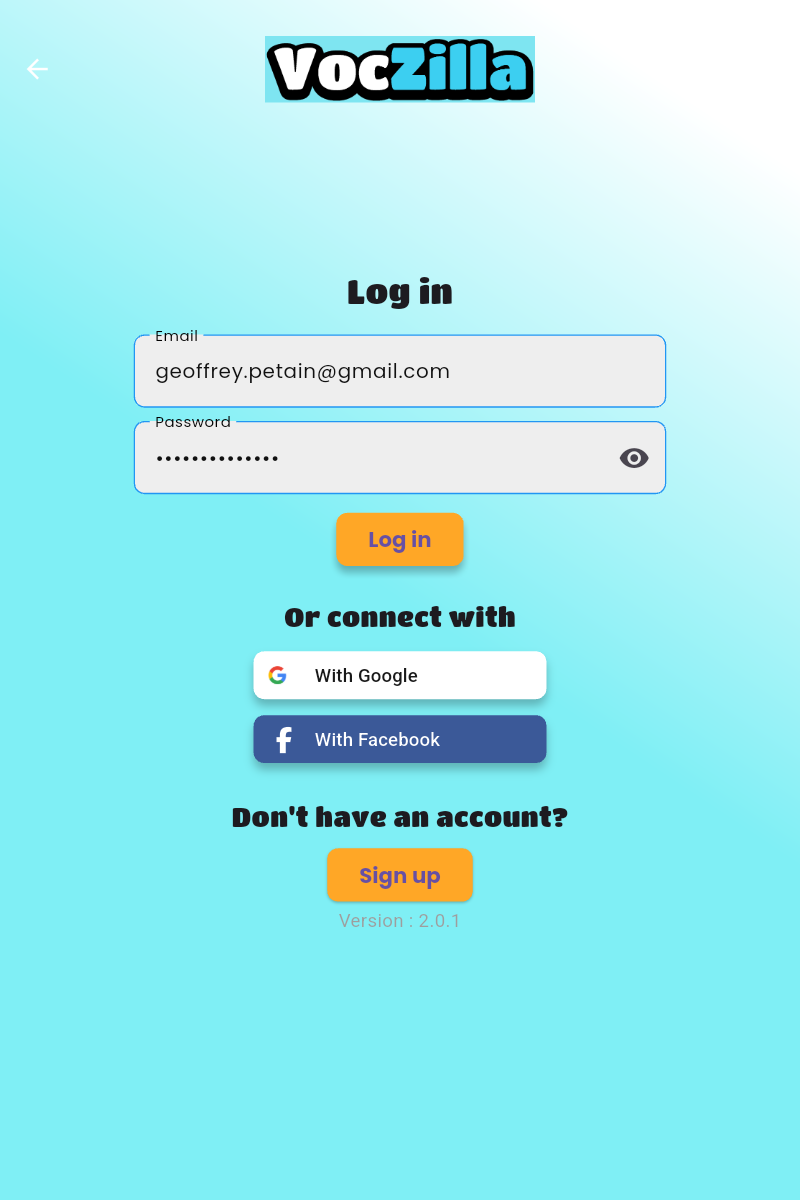 VocZilla
Log in
Email
geoffrey.petain@gmail.com
Password
••••••••••••••
Log in
Or connect with
With Google
With Facebook
Don't have an account?
Sign up
Version : 2.0.1